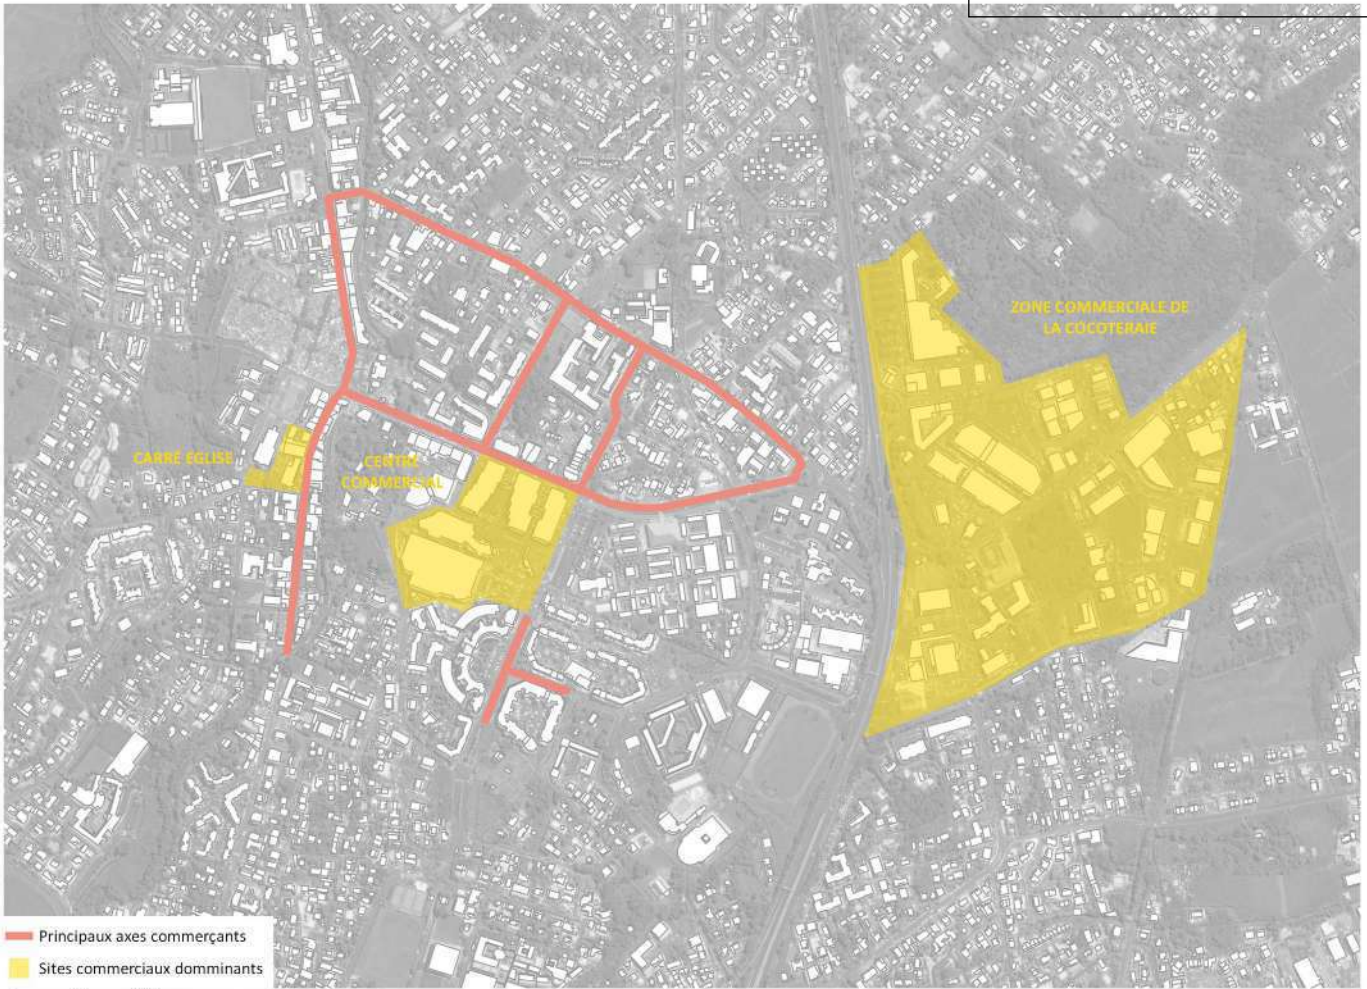 ZONE COMMERCIALE DE
LA COCOTERAIE
CARRÉ EGLISE
CENTRE
COMMERCIAL
Principaux axes commerçants
Sites commerciaux domminants